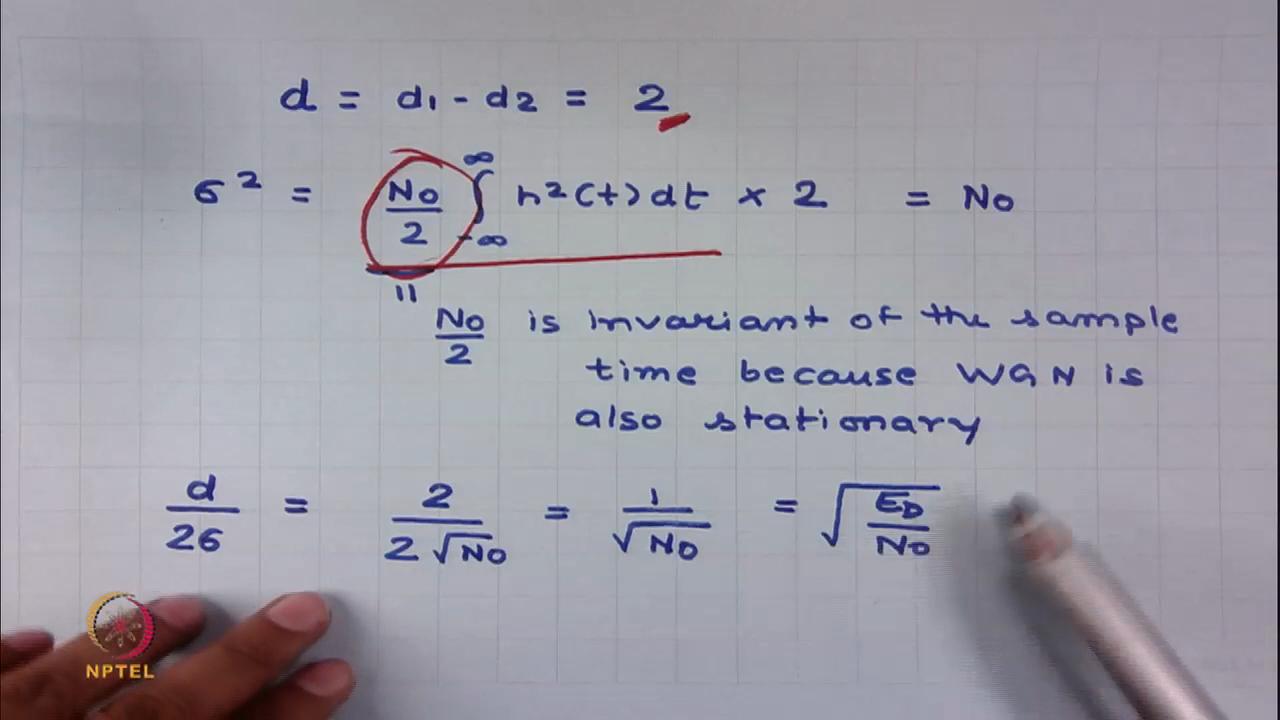 d = d1 - d2 = 2
σ2 = No/2 ∫ ∞ -∞ h2(t) dt × 2 = No
=
No/2 is invariant of the sample
time because WGN is
also stationary
d/2σ = 2/2√No = 1/√No = √ED/No
NPTEL